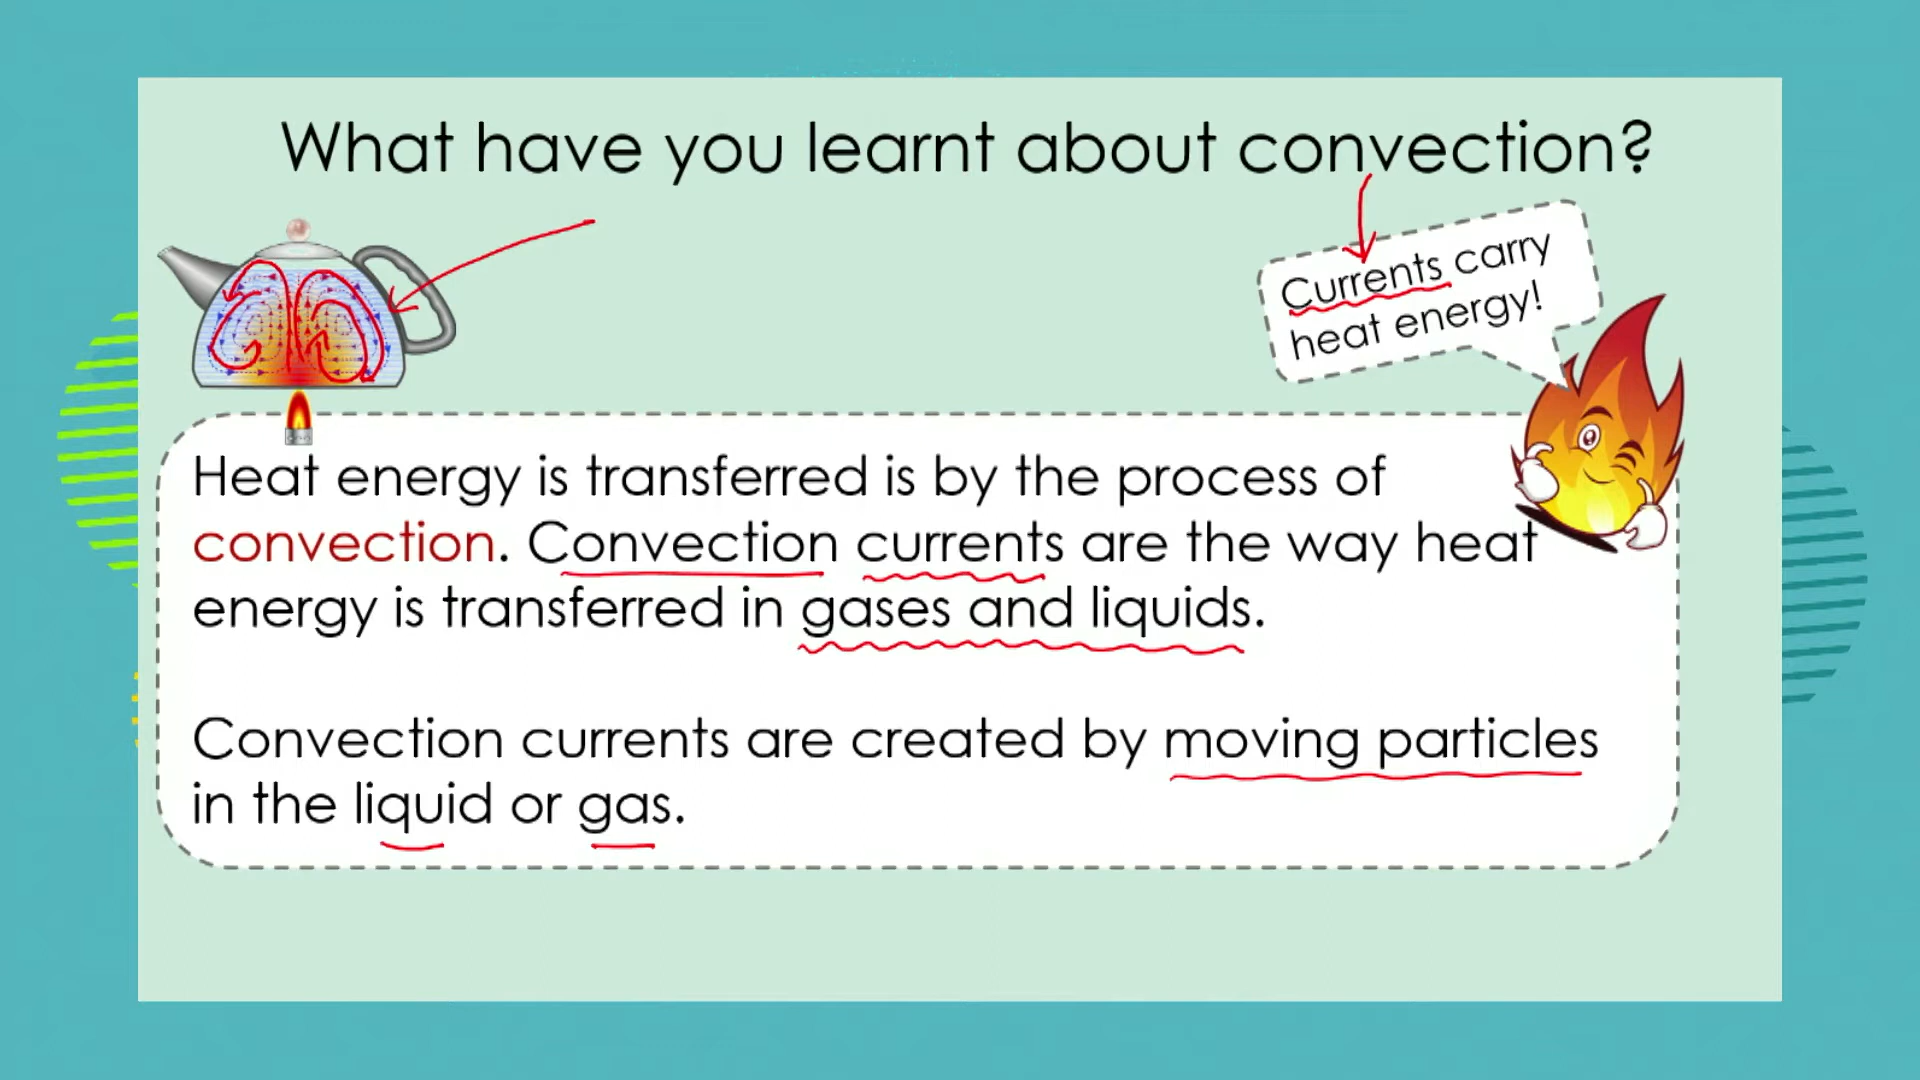 What have you learnt about convection?
Currents carry
heat energy!
Heat energy is transferred is by the process of
convection. Convection currents are the way heat
energy is transferred in gases and liquids.
Convection currents are created by moving particles
in the liquid or gas.